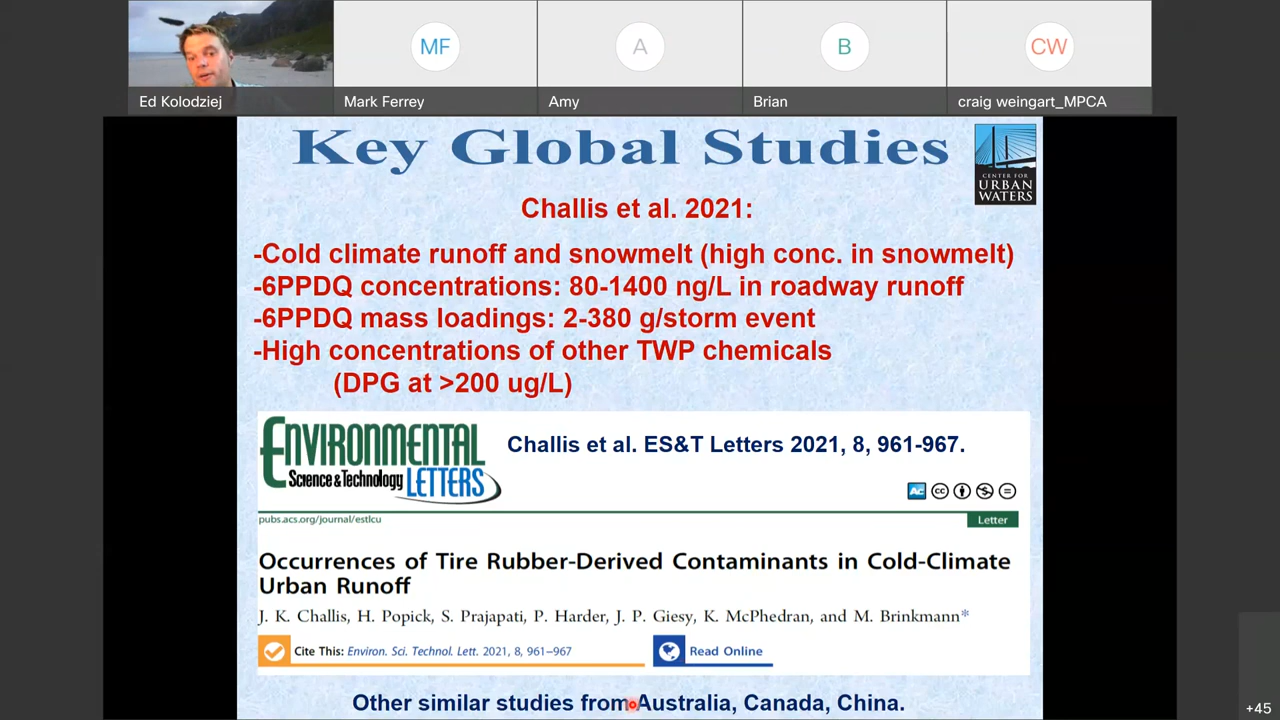 MF
A
B
CW
Ed Kolodziej
Mark Ferrey
Amy
Brian
craig weingart_MPCA
Key Global Studies
CENTER FOR
URBAN
WATERS
Challis et al. 2021:
-Cold climate runoff and snowmelt (high conc. in snowmelt)
-6PPDQ concentrations: 80-1400 ng/L in roadway runoff
-6PPDQ mass loadings: 2-380 g/storm event
-High concentrations of other TWP chemicals
(DPG at >200 ug/L)
ENVIRONMENTAL
Science & Technology
LETTERS
Challis et al. ES&T Letters 2021, 8, 961-967.
pubs.acs.org/journal/estlcu
Letter
Occurrences of Tire Rubber-Derived Contaminants in Cold-Climate
Urban Runoff
J. K. Challis, H. Popick, S. Prajapati, P. Harder, J. P. Giesy, K. McPhedran, and M. Brinkmann*
Cite This: Environ. Sci. Technol. Lett. 2021, 8, 961–967
Read Online
Other similar studies from Australia, Canada, China.
+45